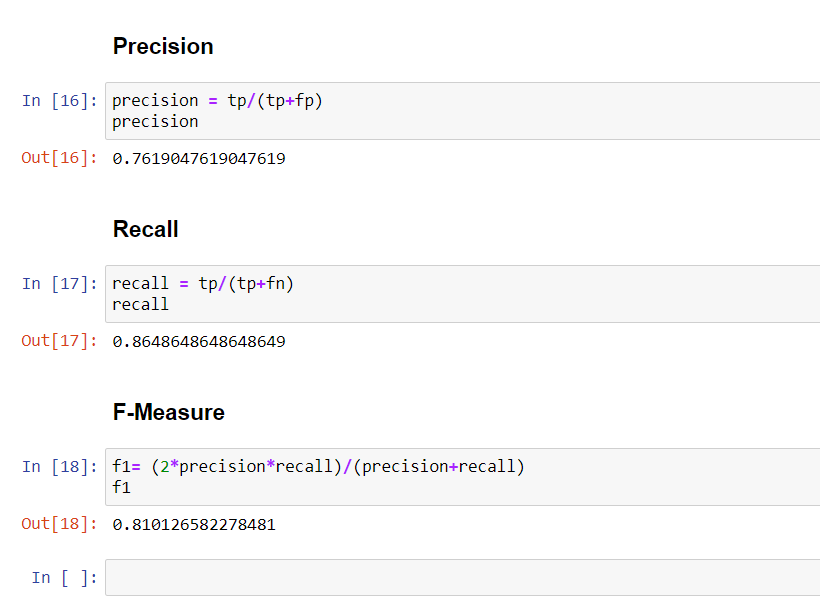 Precision
In [16]: precision = tp/(tp+fp)
precision
Out[16]: 0.7619047619047619
Recall
In [17]: recall = tp/(tp+fn)
recall
Out[17]: 0.8648648648648649
F-Measure
In [18]: f1= (2*precision*recall)/(precision+recall)
f1
Out[18]: 0.810126582278481
In [ ]: